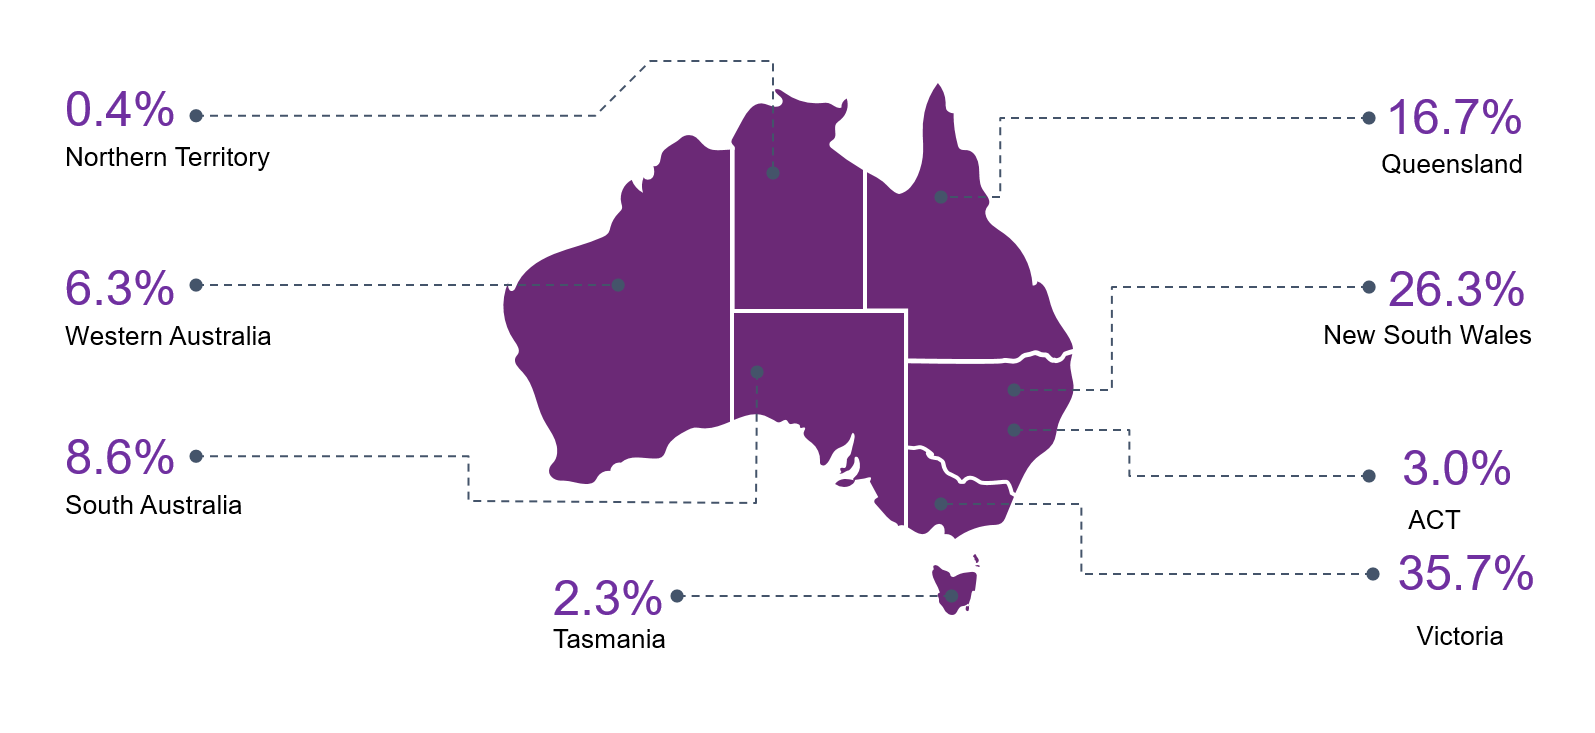 0.4%
Northern Territory
6.3%
Western Australia
8.6%
South Australia
2.3%
Tasmania
16.7%
Queensland
26.3%
New South Wales
3.0%
ACT
35.7%
Victoria